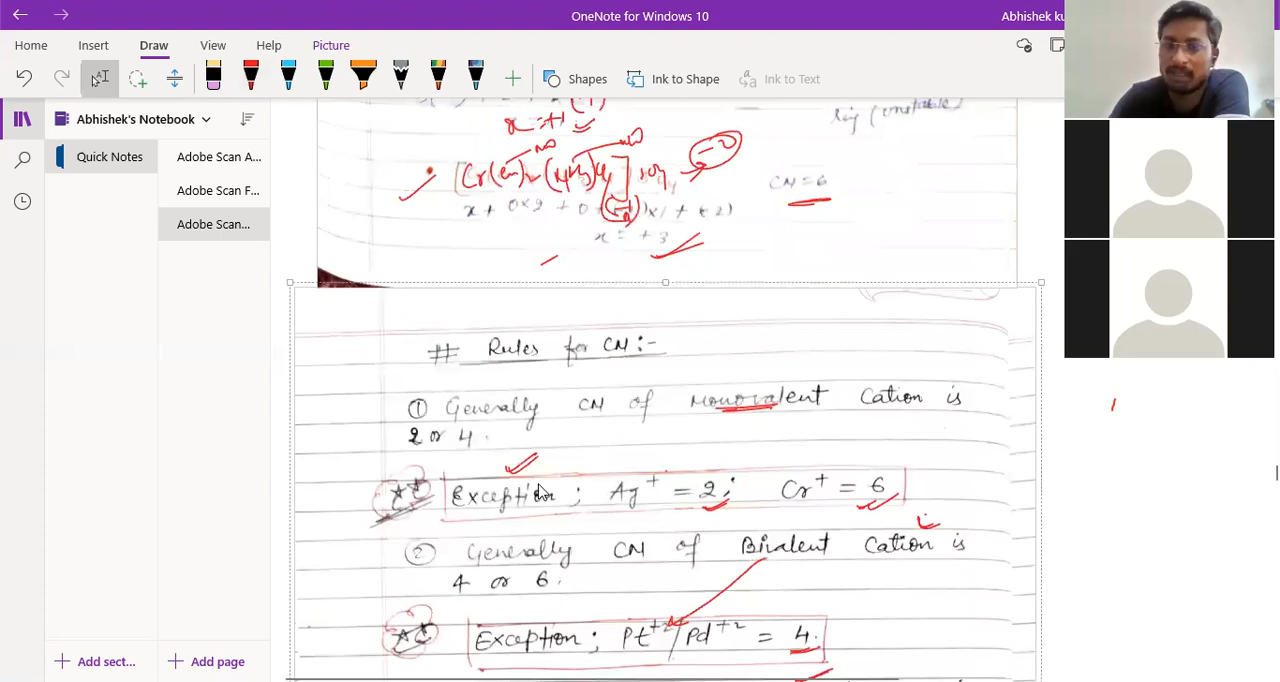 OneNote for Windows 10
Abhishek ku
Home Insert Draw View Help Picture
Shapes Ink to Shape Ink to Text
Abhishek's Notebook
Quick Notes
Adobe Scan A...
Adobe Scan F...
Adobe Scan...
x = +1
CN = 6
x = + 3
# Rules for CN :-
① Generally CN of Monovalent Cation is
2 or 4.
Exception ; Ag+ = 2 ; Cr+ = 6
② Generally CN of Bivalent Cation is
4 or 6.
Exception ; Pt+2/Pd+2 = 4.
Add sect... Add page